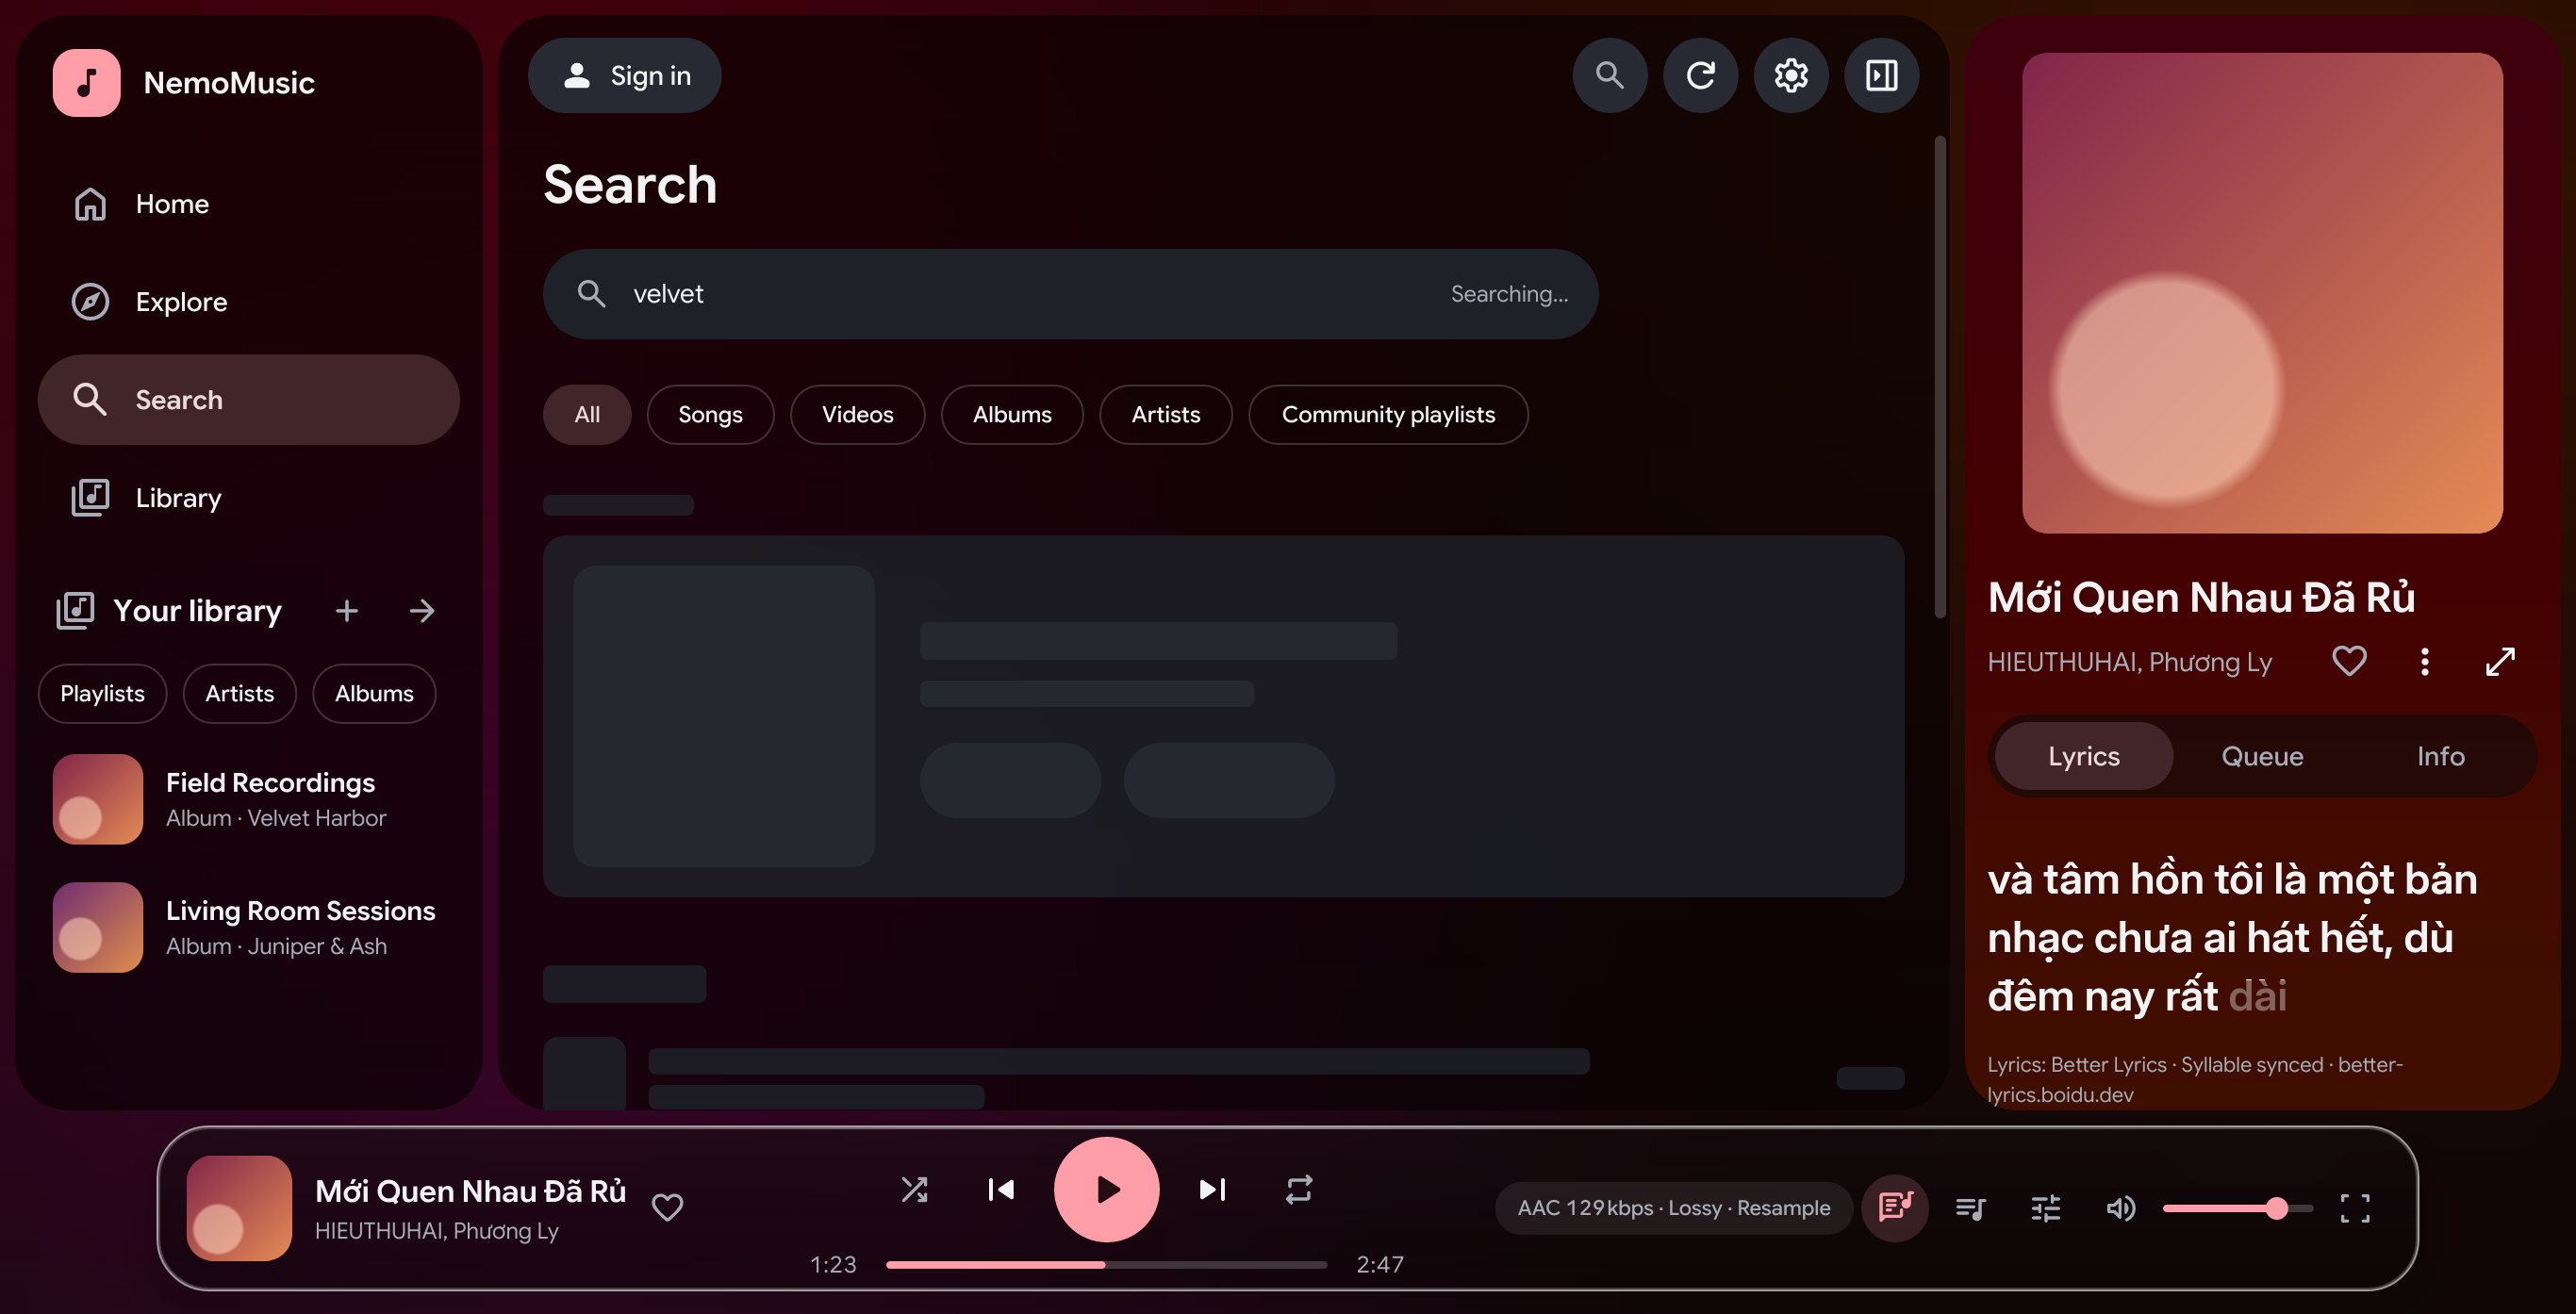 NemoMusic
Home
Explore
Search
Library
Your library
Playlists
Artists
Albums
Field Recordings
Album · Velvet Harbor
Living Room Sessions
Album · Juniper & Ash
Sign in
Search
velvet
Searching...
All
Songs
Videos
Albums
Artists
Community playlists
Mới Quen Nhau Đã Rủ
HIEUTHUHAI, Phương Ly
Lyrics
Queue
Info
và tâm hồn tôi là một bản
nhạc chưa ai hát hết, dù
đêm nay rất dài
Lyrics: Better Lyrics · Syllable synced · better-
lyrics.boidu.dev
Mới Quen Nhau Đã Rủ
HIEUTHUHAI, Phương Ly
1:23
2:47
AAC 129 kbps · Lossy · Resample